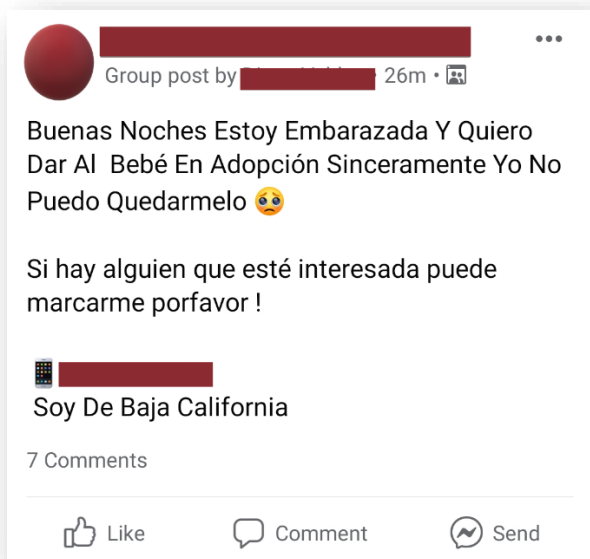 Group post by
26m
Buenas Noches Estoy Embarazada Y Quiero
Dar Al Bebé En Adopción Sinceramente Yo No
Puedo Quedarmelo 🥺
Si hay alguien que esté interesada puede
marcarme porfavor !
Soy De Baja California
7 Comments
Like Comment Send